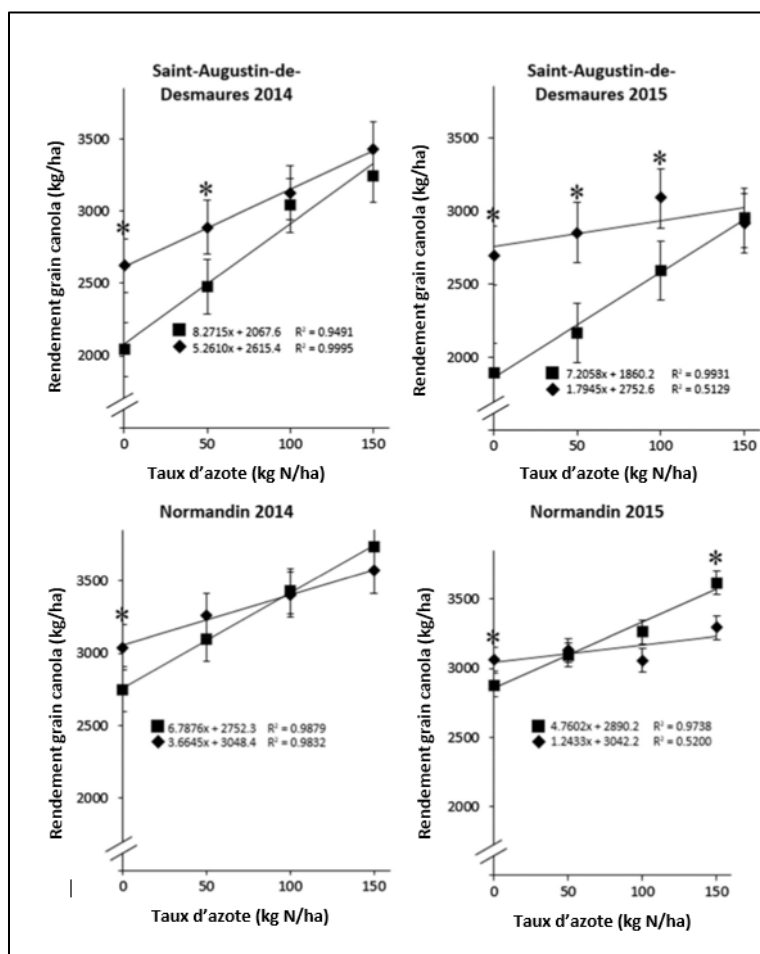 Saint-Augustin-de-
Desmaures 2014
Rendement grain canola (kg/ha)
3500
3000
2500
2000
*
*
8.2715x + 2067.6 R² = 0.9491
5.2610x + 2615.4 R² = 0.9995
0 50 100 150
Taux d'azote (kg N/ha)
Saint-Augustin-de-
Desmaures 2015
Rendement grain canola (kg/ha)
3500
3000
2500
2000
*
*
*
7.2058x + 1860.2 R² = 0.9931
1.7945x + 2752.6 R² = 0.5129
0 50 100 150
Taux d'azote (kg N/ha)
Normandin 2014
Rendement grain canola (kg/ha)
3500
3000
2500
2000
*
6.7876x + 2752.3 R² = 0.9879
3.6645x + 3048.4 R² = 0.9832
0 50 100 150
Taux d'azote (kg N/ha)
Normandin 2015
Rendement grain canola (kg/ha)
3500
3000
2500
2000
*
*
4.7602x + 2890.2 R² = 0.9738
1.2433x + 3042.2 R² = 0.5200
0 50 100 150
Taux d'azote (kg N/ha)